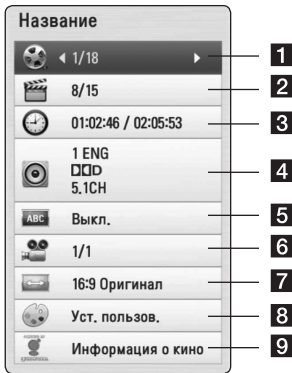 Название
1/18
1
8/15
2
01:02:46 / 02:05:53
3
1 ENG
DD D
5.1CH
4
ABC
Выкл.
5
1/1
6
16:9 Оригинал
7
Уст. пользов.
8
Информация о кино
9